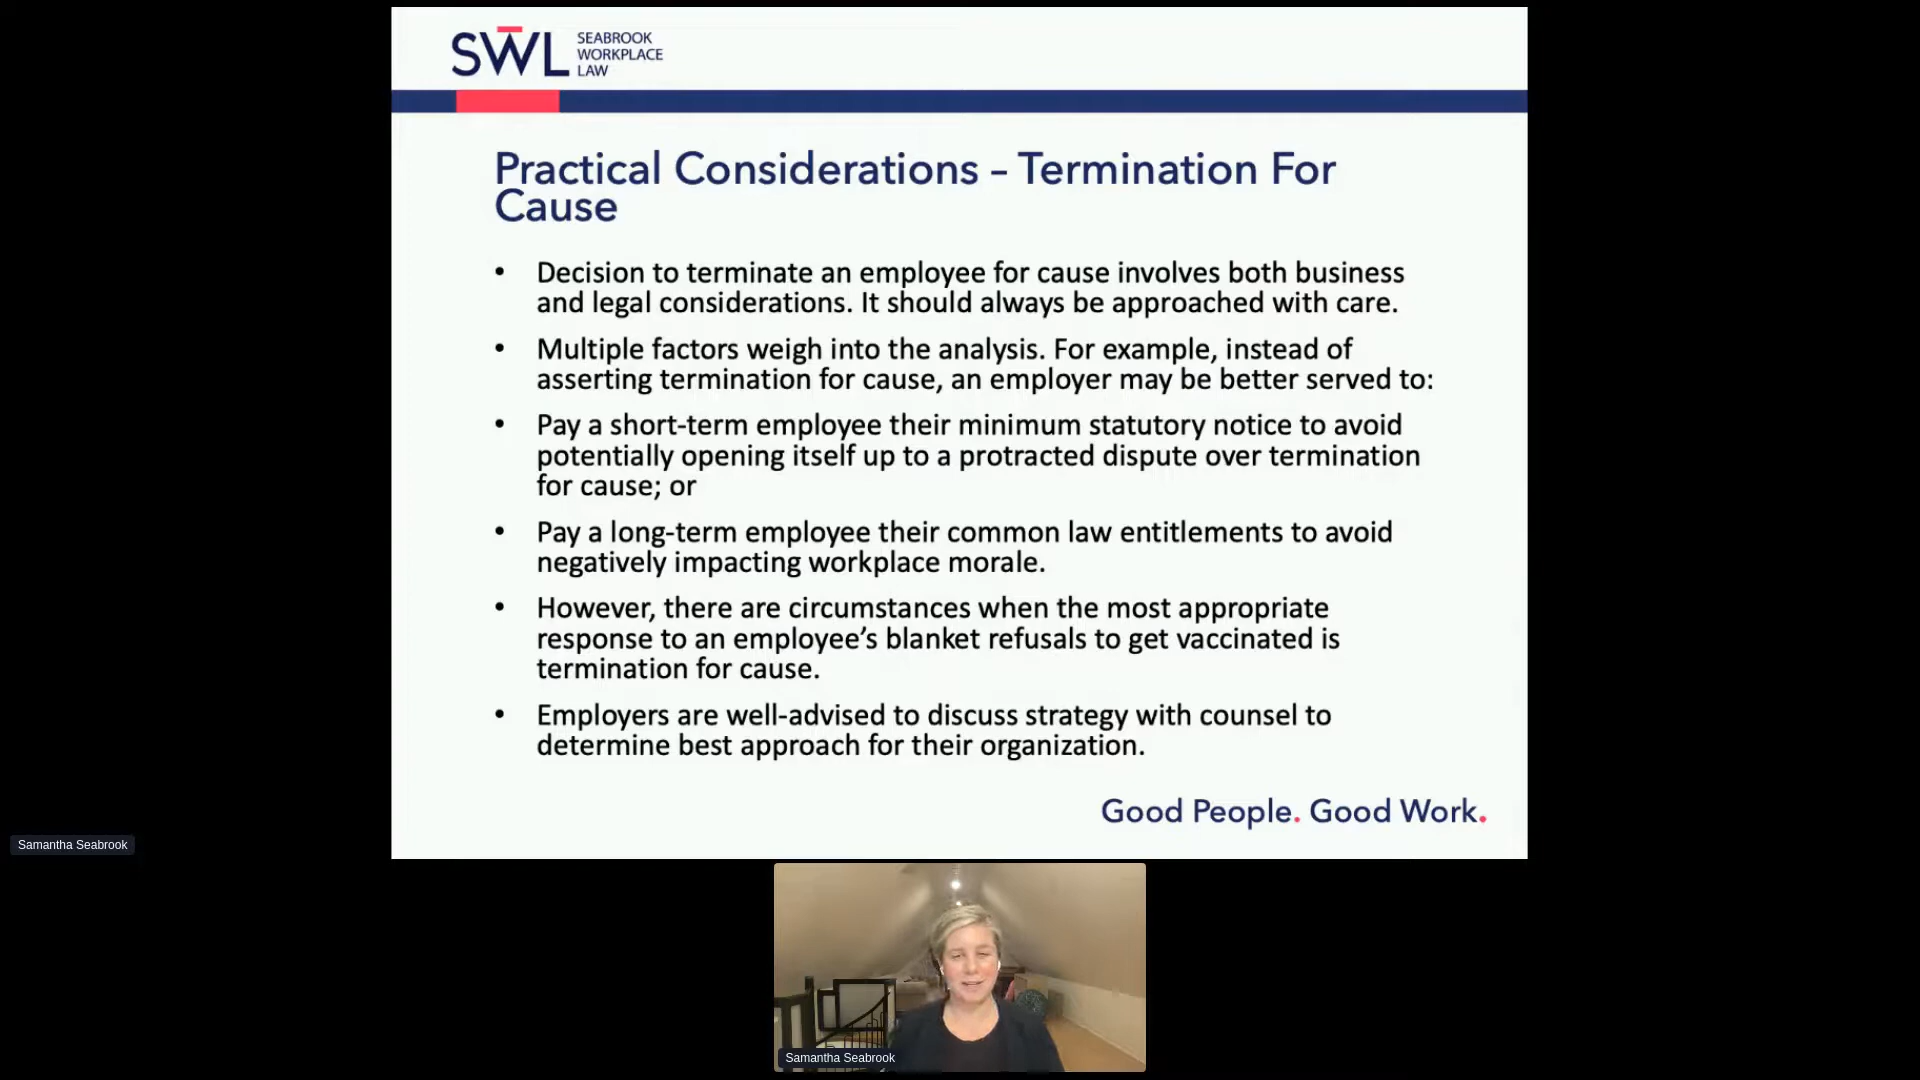 SWL SEABROOK
WORKPLACE
LAW
Practical Considerations – Termination For
Cause
• Decision to terminate an employee for cause involves both business
and legal considerations. It should always be approached with care.
• Multiple factors weigh into the analysis. For example, instead of
asserting termination for cause, an employer may be better served to:
• Pay a short-term employee their minimum statutory notice to avoid
potentially opening itself up to a protracted dispute over termination
for cause; or
• Pay a long-term employee their common law entitlements to avoid
negatively impacting workplace morale.
• However, there are circumstances when the most appropriate
response to an employee’s blanket refusals to get vaccinated is
termination for cause.
• Employers are well-advised to discuss strategy with counsel to
determine best approach for their organization.
Good People. Good Work.
Samantha Seabrook
Samantha Seabrook